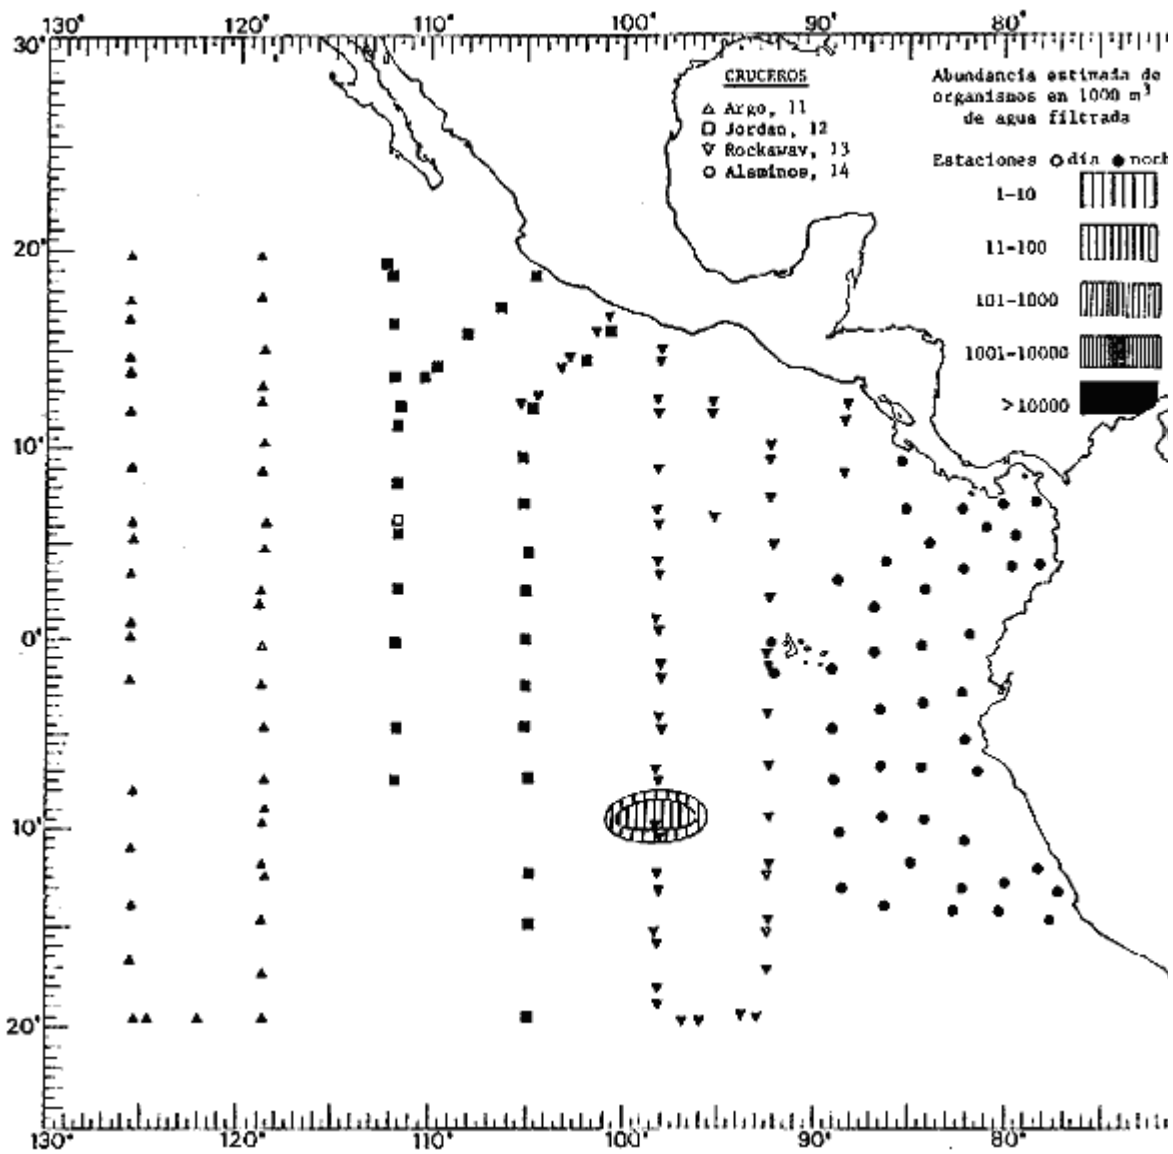 130° 120° 110° 100° 90° 80°
30°
20°
10°
0°
10°
20°
CRUCEROS
△ Argo, 11
□ Jordan, 12
▽ Rockaway, 13
○ Alaminos, 14
Abundancia estimada de
organismos en 1000 m³
de agua filtrada
Estaciones ○ día ● noch
1-10
11-100
101-1000
1001-10000
>10000
130° 120° 110° 100° 90° 80°